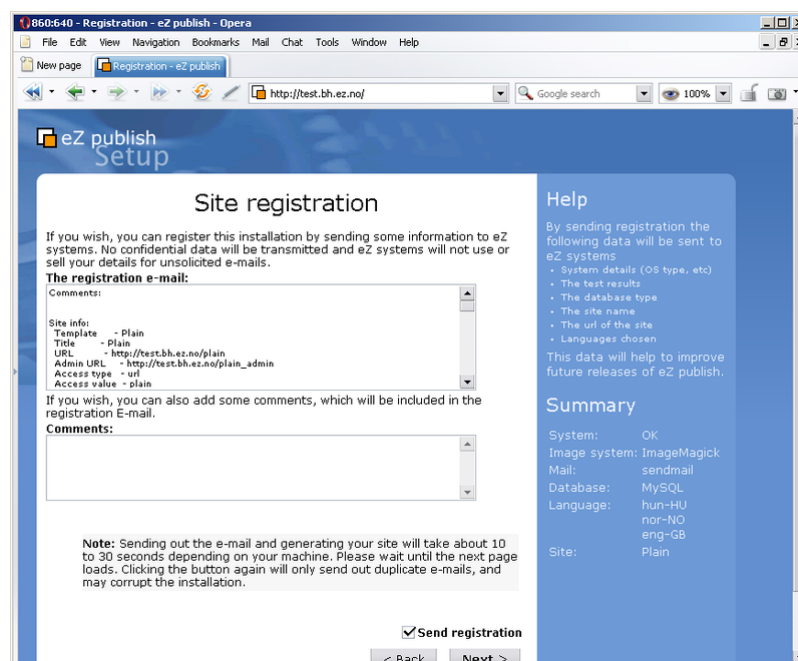 860:640 - Registration - eZ publish - Opera
File Edit View Navigation Bookmarks Mail Chat Tools Window Help
New page
Registration - eZ publish
http://test.bh.ez.no/
Google search
100%
eZ publish
Setup
Site registration
If you wish, you can register this installation by sending some information to eZ
systems. No confidential data will be transmitted and eZ systems will not use or
sell your details for unsolicited e-mails.
The registration e-mail:
Comments:
Site info:
Template - Plain
Title - Plain
URL - http://test.bh.ez.no/plain
Admin URL - http://test.bh.ez.no/plain_admin
Access type - url
Access value - plain
If you wish, you can also add some comments, which will be included in the
registration E-mail.
Comments:
Note: Sending out the e-mail and generating your site will take about 10
to 30 seconds depending on your machine. Please wait until the next page
loads. Clicking the button again will only send out duplicate e-mails, and
may corrupt the installation.
Send registration
< Back Next >
Help
By sending registration the
following data will be sent to
eZ systems
• System details (OS type, etc)
• The test results
• The database type
• The site name
• The url of the site
• Languages chosen
This data will help to improve
future releases of eZ publish.
Summary
System: OK
Image system: ImageMagick
Mail: sendmail
Database: MySQL
Language: hun-HU
nor-NO
eng-GB
Site: Plain